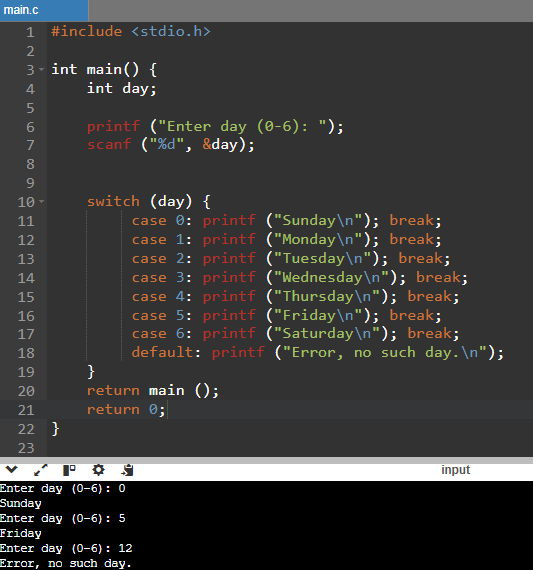 main.c
1 #include <stdio.h>
2
3 int main() {
4 int day;
5
6 printf ("Enter day (0-6): ");
7 scanf ("%d", &day);
8
9
10 switch (day) {
11 case 0: printf ("Sunday\n"); break;
12 case 1: printf ("Monday\n"); break;
13 case 2: printf ("Tuesday\n"); break;
14 case 3: printf ("Wednesday\n"); break;
15 case 4: printf ("Thursday\n"); break;
16 case 5: printf ("Friday\n"); break;
17 case 6: printf ("Saturday\n"); break;
18 default: printf ("Error, no such day.\n");
19 }
20 return main ();
21 return 0;
22 }
23
input
Enter day (0-6): 0
Sunday
Enter day (0-6): 5
Friday
Enter day (0-6): 12
Error, no such day.